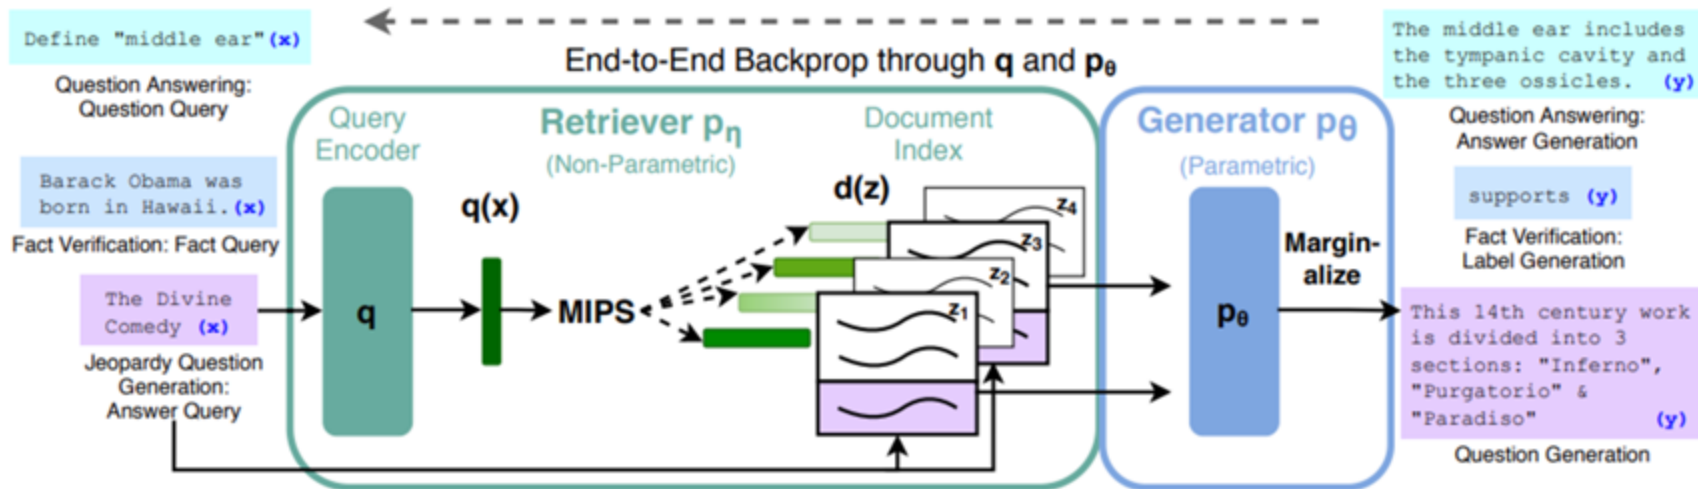 Define "middle ear"(x)
Question Answering:
Question Query
Barack Obama was
born in Hawaii.(x)
Fact Verification: Fact Query
The Divine
Comedy (x)
Jeopardy Question
Generation:
Answer Query
End-to-End Backprop through q and pθ
Query
Encoder
Retriever pη
(Non-Parametric)
Document
Index
q
q(x)
MIPS
d(z)
z4
z3
z2
z1
Generator pθ
(Parametric)
pθ
Margin-
alize
The middle ear includes
the tympanic cavity and
the three ossicles. (y)
Question Answering:
Answer Generation
supports (y)
Fact Verification:
Label Generation
This 14th century work
is divided into 3
sections: "Inferno",
"Purgatorio" &
"Paradiso" (y)
Question Generation